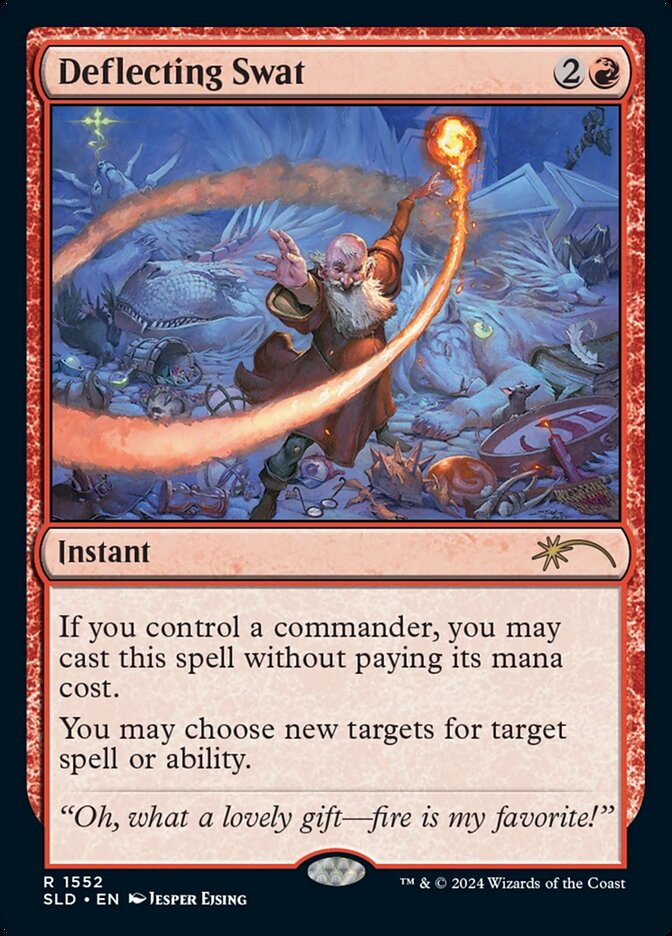 Deflecting Swat 2
Instant
If you control a commander, you may
cast this spell without paying its mana
cost.
You may choose new targets for target
spell or ability.
“Oh, what a lovely gift—fire is my favorite!”
R 1552
SLD • EN Jesper Ejsing
™ & © 2024 Wizards of the Coast